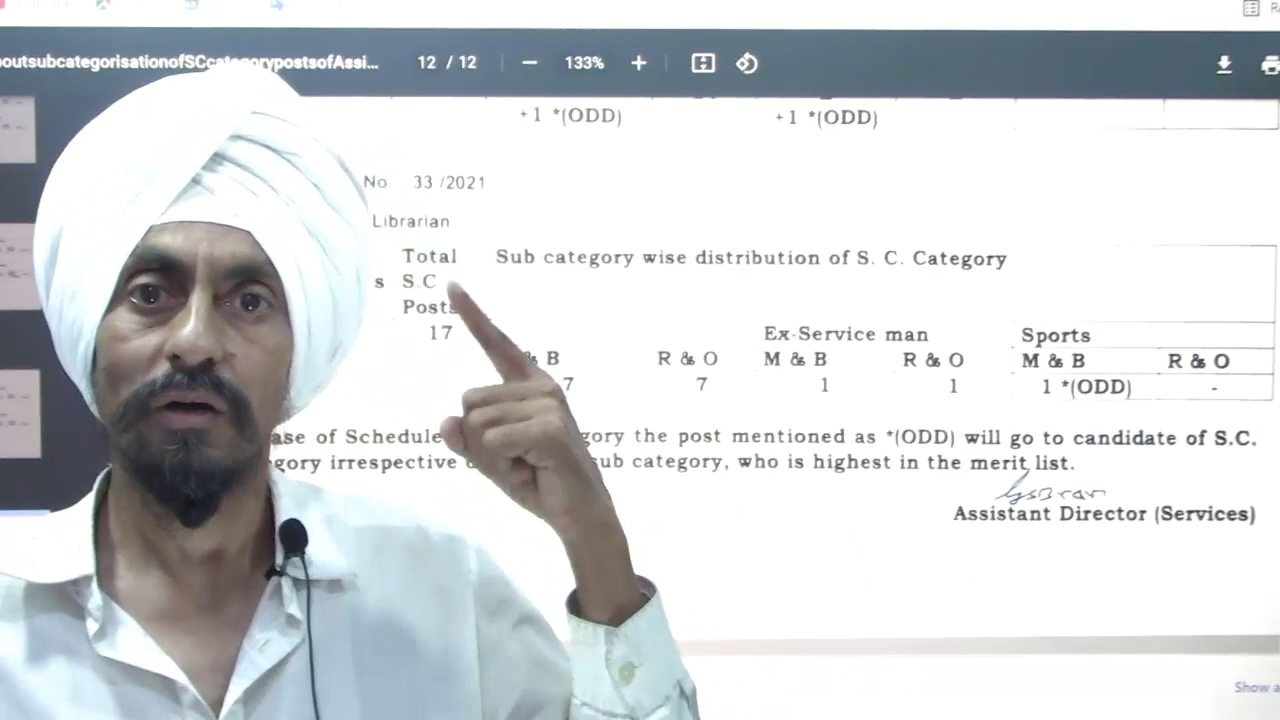 outsubcategorisationofSCcategorypostsofAssi... 12 / 12 133%
+1 *(ODD) +1 *(ODD)
No 33 /2021
Librarian
Total Sub category wise distribution of S. C. Category
s S.C
Posts
17 Ex-Service man Sports
& B R & O M & B R & O M & B R & O
7 7 1 1 1 *(ODD) -
ase of Schedule gory the post mentioned as *(ODD) will go to candidate of S.C.
gory irrespective sub category, who is highest in the merit list.
GsBrar
Assistant Director (Services)
Show a